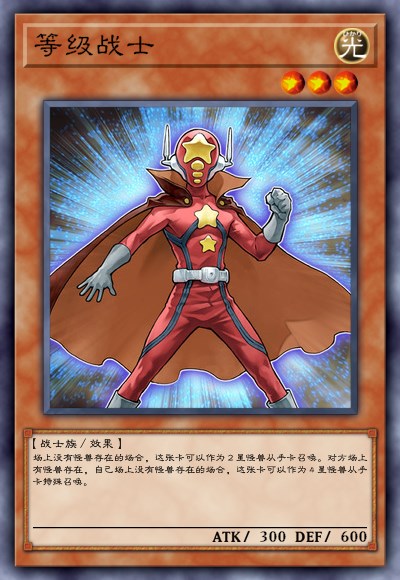 等级战士
光
ひかり
【战士族／效果】
场上没有怪兽存在的场合，这张卡可以作为２星怪兽从手卡召唤。对方场上
有怪兽存在，自己场上没有怪兽存在的场合，这张卡可以作为４星怪兽从手
卡特殊召唤。
ATK/ 300 DEF/ 600